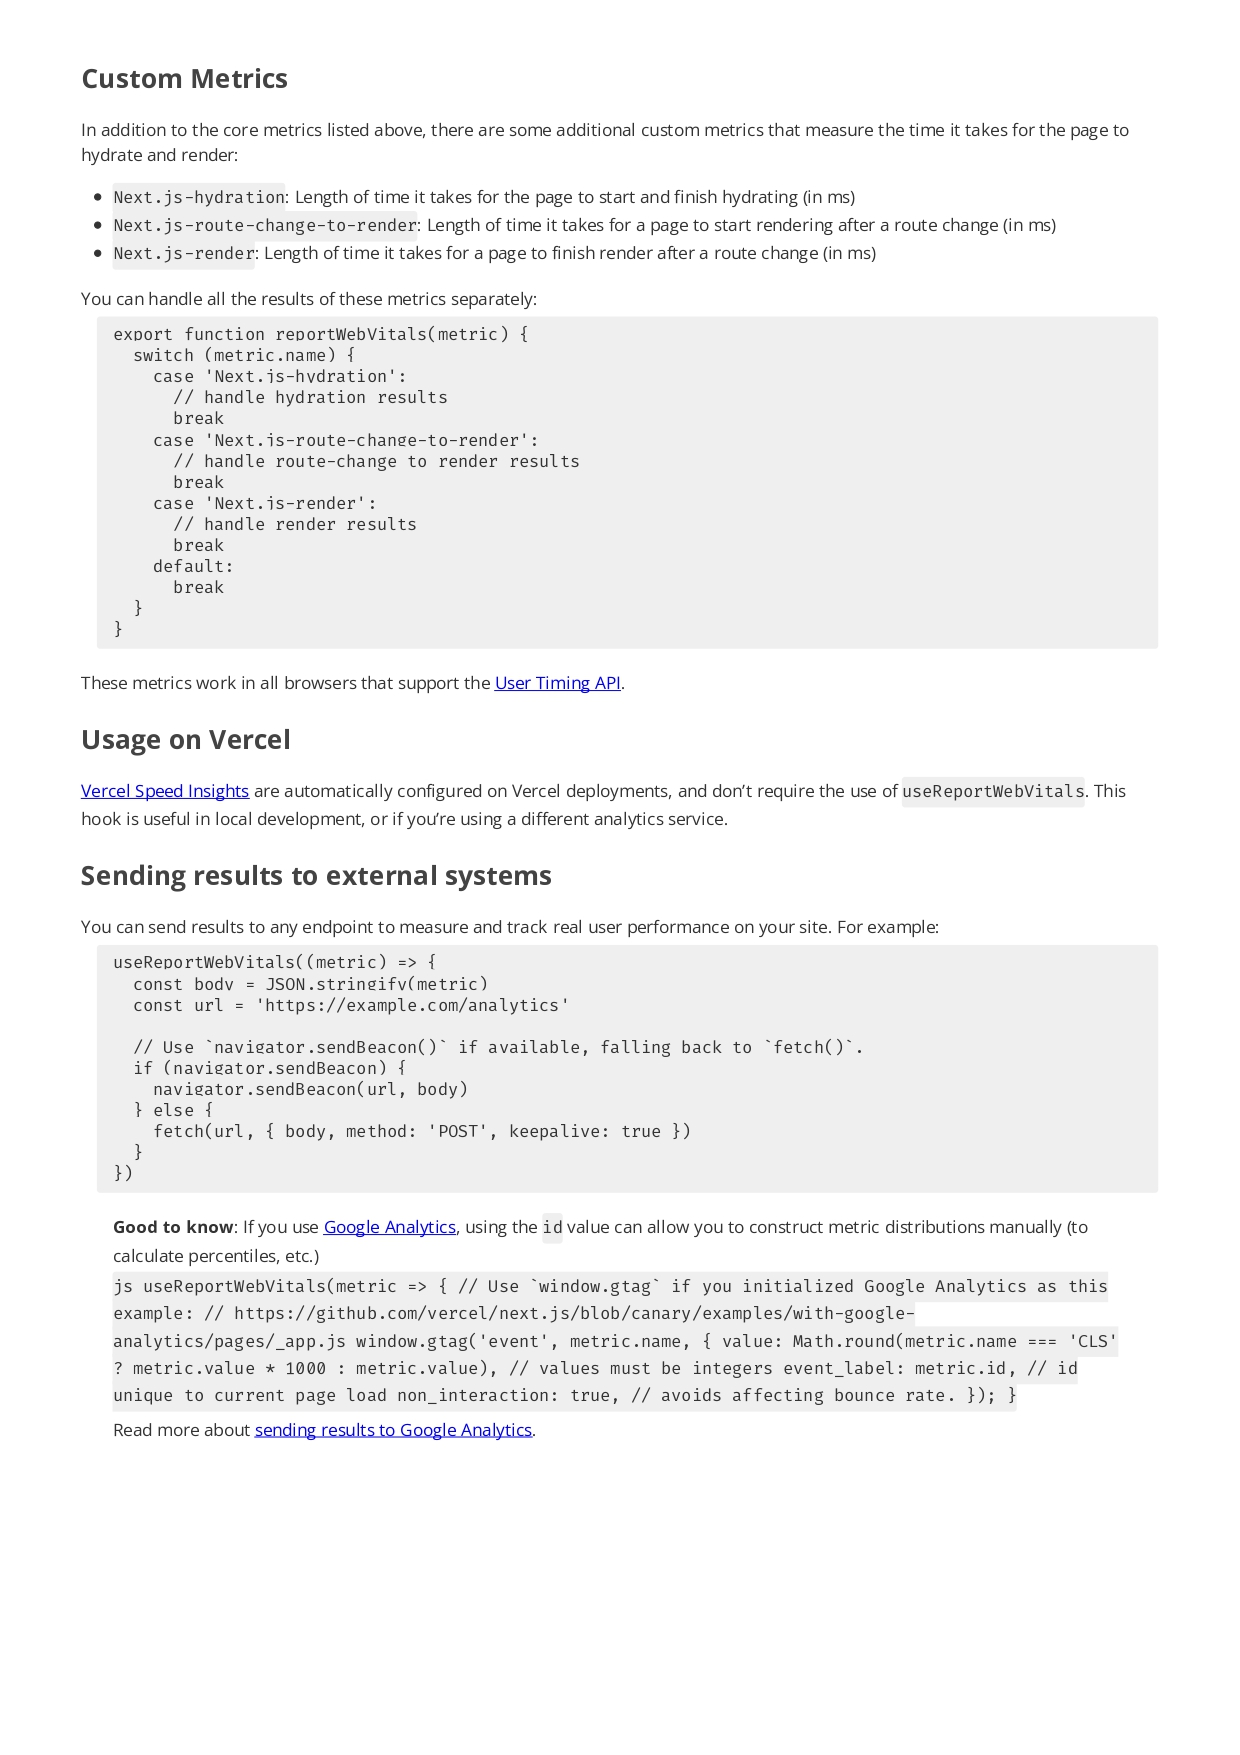 Custom Metrics
In addition to the core metrics listed above, there are some additional custom metrics that measure the time it takes for the page to
hydrate and render:
• Next.js-hydration: Length of time it takes for the page to start and finish hydrating (in ms)
• Next.js-route-change-to-render: Length of time it takes for a page to start rendering after a route change (in ms)
• Next.js-render: Length of time it takes for a page to finish render after a route change (in ms)
You can handle all the results of these metrics separately:
export function reportWebVitals(metric) {
  switch (metric.name) {
    case 'Next.js-hydration':
      // handle hydration results
      break
    case 'Next.js-route-change-to-render':
      // handle route-change to render results
      break
    case 'Next.js-render':
      // handle render results
      break
    default:
      break
  }
}
These metrics work in all browsers that support the User Timing API.
Usage on Vercel
Vercel Speed Insights are automatically configured on Vercel deployments, and don’t require the use of useReportWebVitals. This
hook is useful in local development, or if you’re using a different analytics service.
Sending results to external systems
You can send results to any endpoint to measure and track real user performance on your site. For example:
useReportWebVitals((metric) => {
  const body = JSON.stringify(metric)
  const url = 'https://example.com/analytics'
  // Use `navigator.sendBeacon()` if available, falling back to `fetch()`.
  if (navigator.sendBeacon) {
    navigator.sendBeacon(url, body)
  } else {
    fetch(url, { body, method: 'POST', keepalive: true })
  }
})
Good to know: If you use Google Analytics, using the id value can allow you to construct metric distributions manually (to
calculate percentiles, etc.)
js useReportWebVitals(metric => { // Use `window.gtag` if you initialized Google Analytics as this
example: // https://github.com/vercel/next.js/blob/canary/examples/with-google-
analytics/pages/_app.js window.gtag('event', metric.name, { value: Math.round(metric.name === 'CLS'
? metric.value * 1000 : metric.value), // values must be integers event_label: metric.id, // id
unique to current page load non_interaction: true, // avoids affecting bounce rate. }); }
Read more about sending results to Google Analytics.